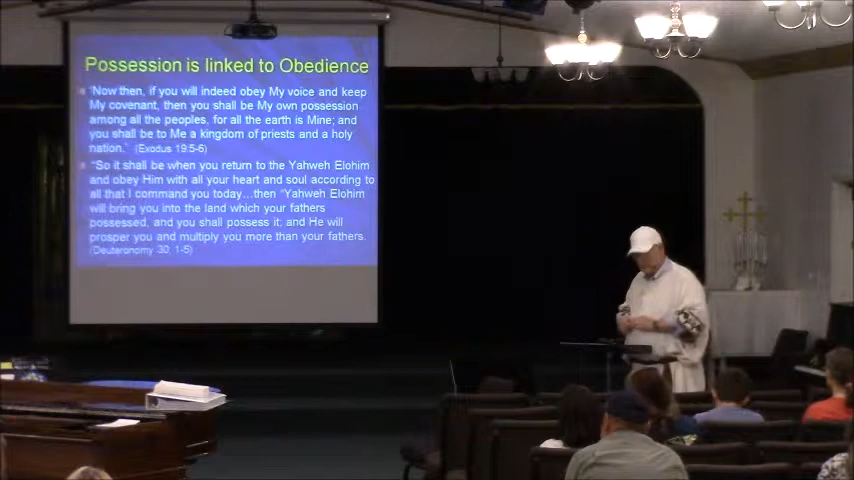 Possession is linked to Obedience
'Now then, if you will indeed obey My voice and keep
My covenant, then you shall be My own possession
among all the peoples, for all the earth is Mine; and
you shall be to Me a kingdom of priests and a holy
nation.' (Exodus 19:5-6)
"So it shall be when you return to the Yahweh Elohim
and obey Him with all your heart and soul according to
all that I command you today…then "Yahweh Elohim
will bring you into the land which your fathers
possessed, and you shall possess it; and He will
prosper you and multiply you more than your fathers.
(Deuteronomy 30: 1-5)